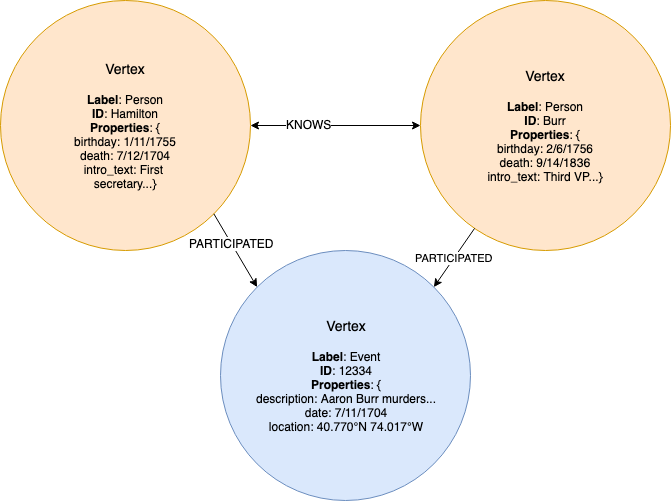 Vertex
Label: Person
ID: Hamilton
Properties: {
birthday: 1/11/1755
death: 7/12/1704
intro_text: First
secretary...}
KNOWS
Vertex
Label: Person
ID: Burr
Properties: {
birthday: 2/6/1756
death: 9/14/1836
intro_text: Third VP...}
PARTICIPATED
PARTICIPATED
Vertex
Label: Event
ID: 12334
Properties: {
description: Aaron Burr murders...
date: 7/11/1704
location: 40.770°N 74.017°W